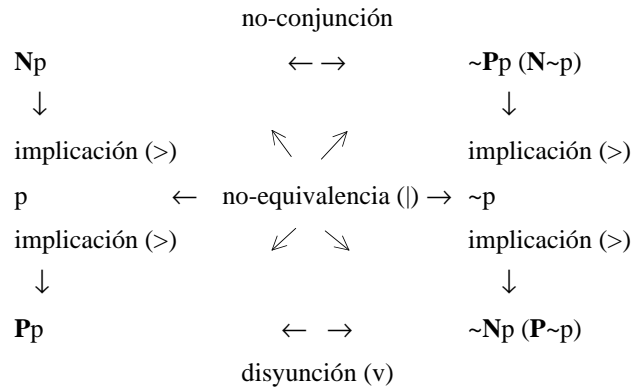 no-conjunción
Np ← → ~Pp (N~p)
↓ ↓
implicación (>) implicación (>)
p ← no-equivalencia (|) → ~p
implicación (>) implicación (>)
↓ ↓
Pp ← → ~Np (P~p)
disyunción (v)